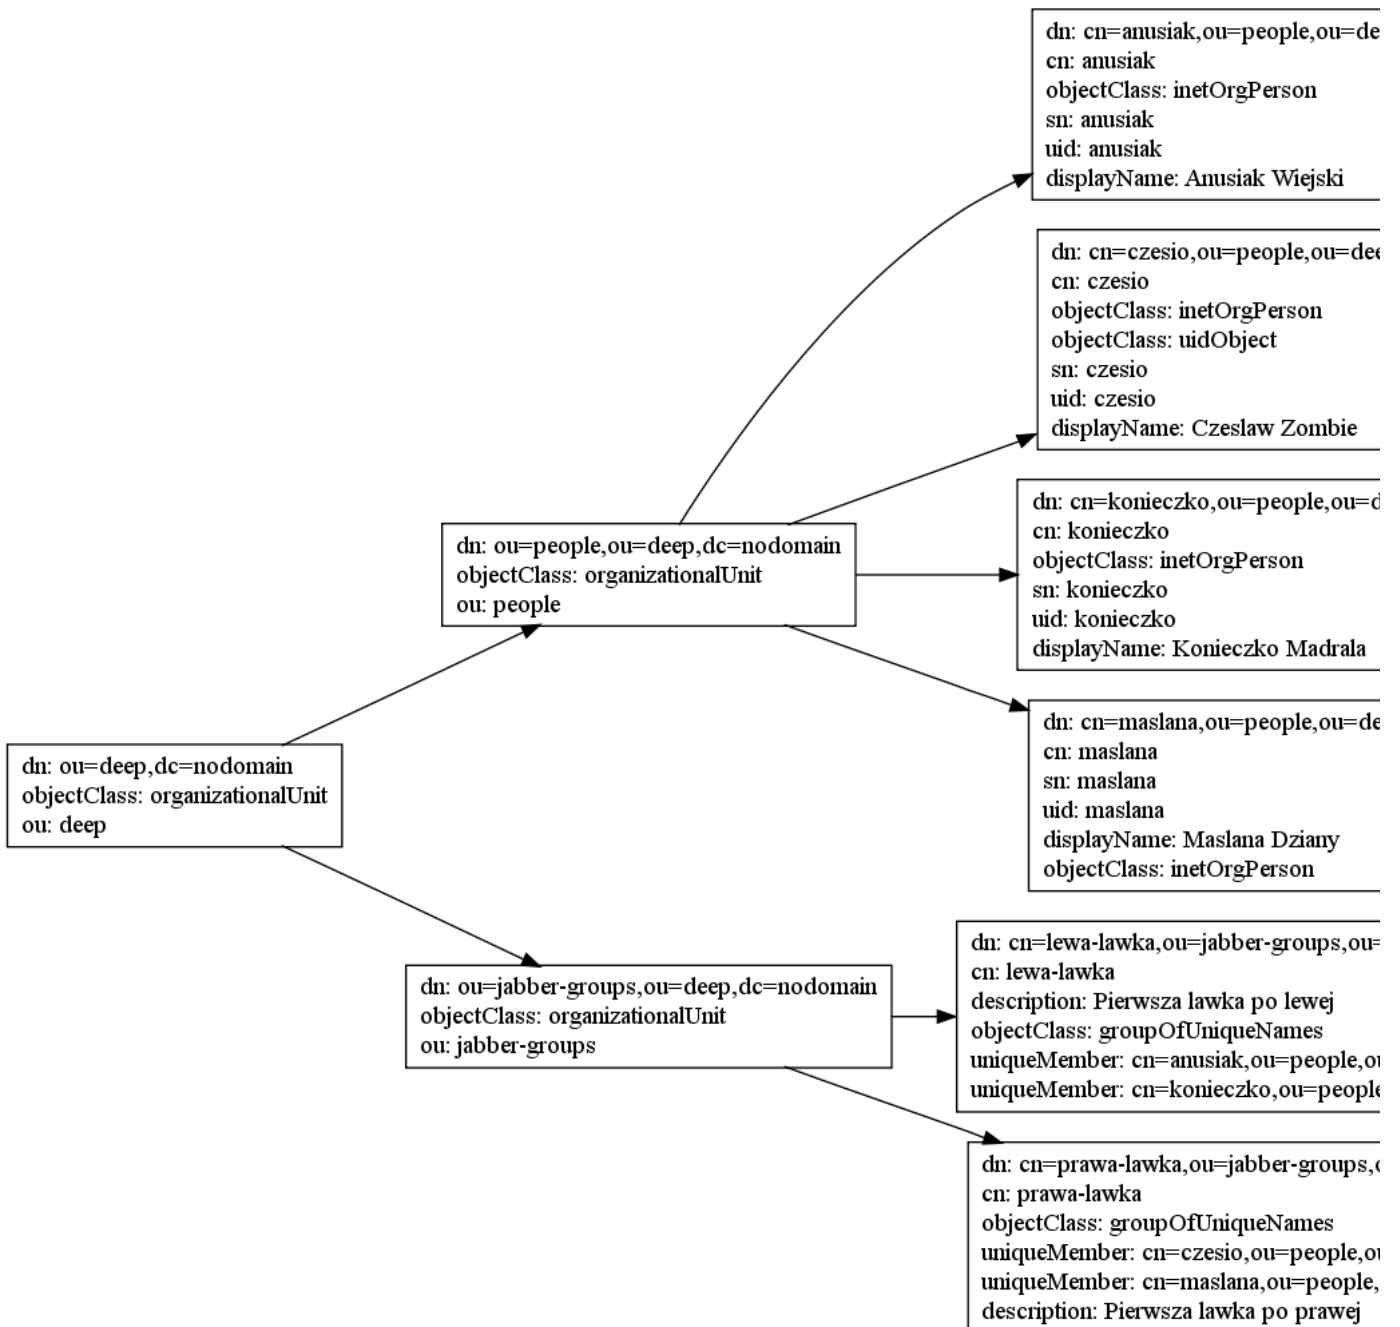 dn: cn=anusiak,ou=people,ou=de
cn: anusiak
objectClass: inetOrgPerson
sn: anusiak
uid: anusiak
displayName: Anusiak Wiejski
dn: cn=czesio,ou=people,ou=dee
cn: czesio
objectClass: inetOrgPerson
objectClass: uidObject
sn: czesio
uid: czesio
displayName: Czeslaw Zombie
dn: cn=konieczko,ou=people,ou=d
cn: konieczko
objectClass: inetOrgPerson
sn: konieczko
uid: konieczko
displayName: Konieczko Madrala
dn: ou=people,ou=deep,dc=nodomain
objectClass: organizationalUnit
ou: people
dn: cn=maslana,ou=people,ou=de
cn: maslana
sn: maslana
uid: maslana
displayName: Maslana Dziany
objectClass: inetOrgPerson
dn: ou=deep,dc=nodomain
objectClass: organizationalUnit
ou: deep
dn: cn=lewa-lawka,ou=jabber-groups,ou=
cn: lewa-lawka
description: Pierwsza lawka po lewej
objectClass: groupOfUniqueNames
uniqueMember: cn=anusiak,ou=people,ou
uniqueMember: cn=konieczko,ou=people
dn: ou=jabber-groups,ou=deep,dc=nodomain
objectClass: organizationalUnit
ou: jabber-groups
dn: cn=prawa-lawka,ou=jabber-groups,o
cn: prawa-lawka
objectClass: groupOfUniqueNames
uniqueMember: cn=czesio,ou=people,ou
uniqueMember: cn=maslana,ou=people,
description: Pierwsza lawka po prawej